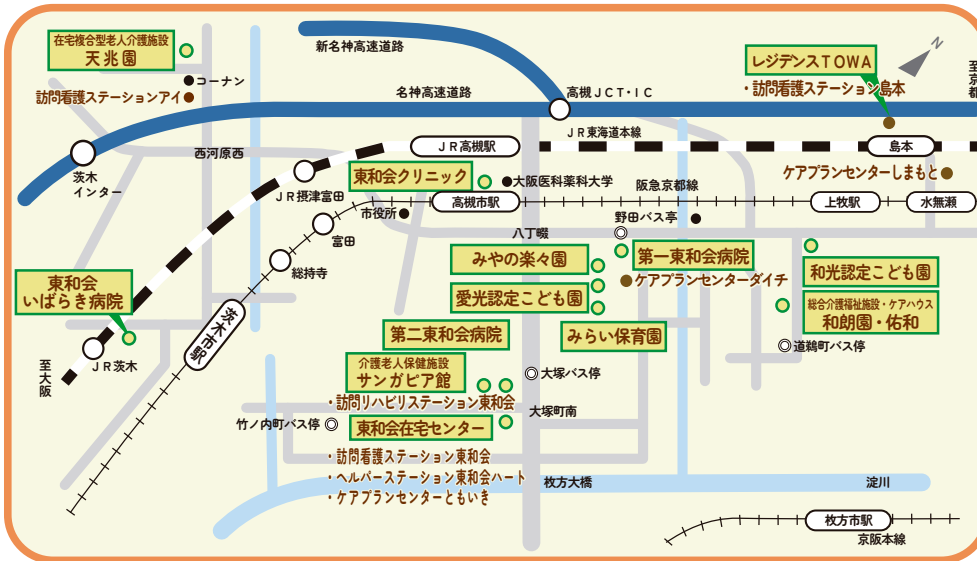 在宅複合型老人介護施設
天兆園
コーナン
訪問看護ステーションアイ
新名神高速道路
名神高速道路
高槻JCT・IC
レジデンスTOWA
・訪問看護ステーション島本
N
至京都
JR東海道本線
西河原西
JR高槻駅
島本
茨木
インター
JR摂津富田
東和会クリニック
大阪医科薬科大学
阪急京都線
ケアプランセンターしまもと
市役所
高槻市駅
野田バス亭
上牧駅
水無瀬
富田
八丁畷
総持寺
みやの楽々園
第一東和会病院
ケアプランセンターダイチ
和光認定こども園
東和会
いばらき病院
愛光認定こども園
総合介護福祉施設・ケアハウス
和朗園・佑和
茨木市駅
第二東和会病院
みらい保育園
道鵜町バス停
至大阪
JR茨木
介護老人保健施設
サンガピア館
大塚バス停
・訪問リハビリステーション東和会
大塚町南
竹ノ内町バス停
東和会在宅センター
・訪問看護ステーション東和会
・ヘルパーステーション東和会ハート
・ケアプランセンターともいき
枚方大橋
淀川
枚方市駅
京阪本線